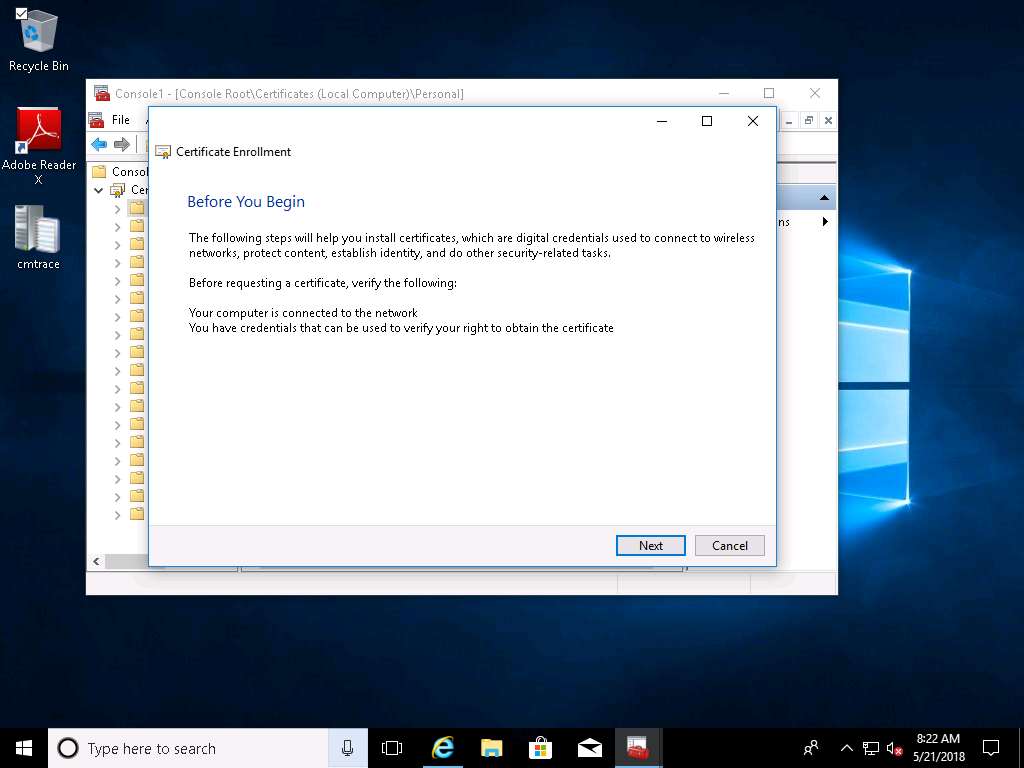 Recycle Bin
Adobe Reader
X
cmtrace
Console1 - [Console Root\Certificates (Local Computer)\Personal]
File
Consol
Cer
ns
Certificate Enrollment
Before You Begin
The following steps will help you install certificates, which are digital credentials used to connect to wireless
networks, protect content, establish identity, and do other security-related tasks.
Before requesting a certificate, verify the following:
Your computer is connected to the network
You have credentials that can be used to verify your right to obtain the certificate
Next
Cancel
Type here to search
8:22 AM
5/21/2018